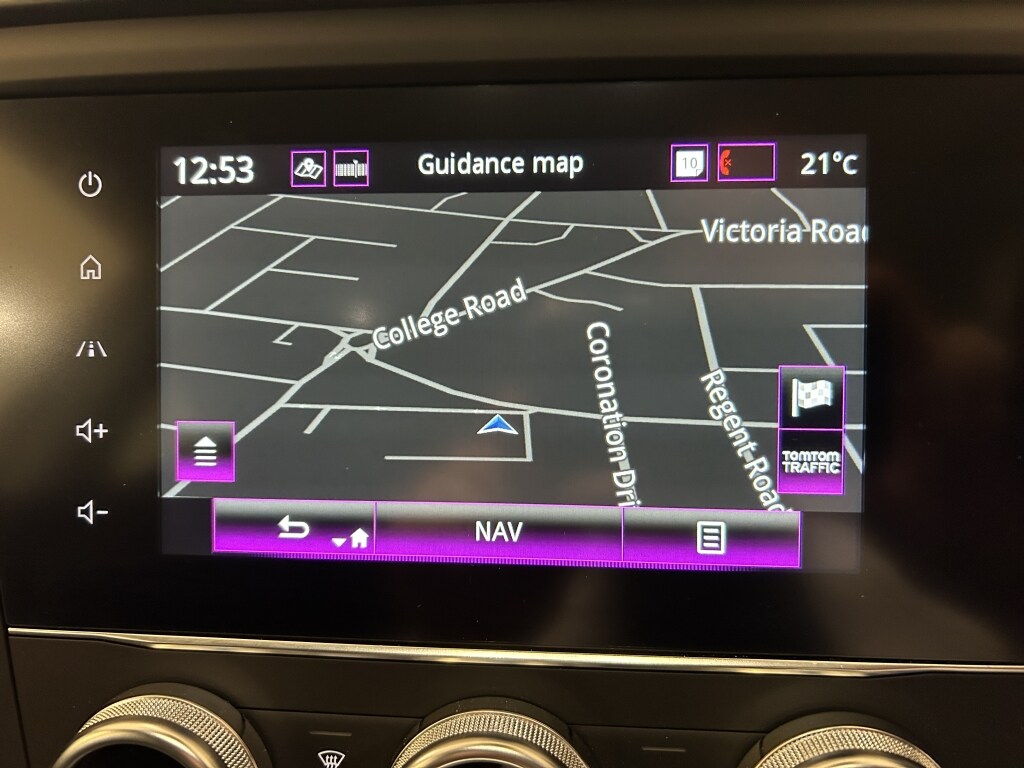 12:53
Guidance map
10
21°C
Victoria Roa
College Road
Coronation Dri
Regent Road
TOMTOM
TRAFFIC
NAV